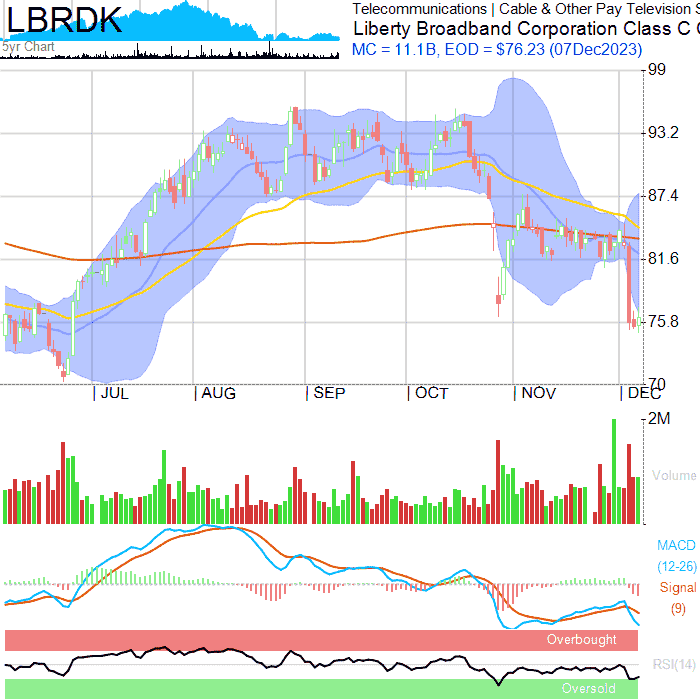 LBRDK
5yr Chart
Telecommunications | Cable & Other Pay Television S
Liberty Broadband Corporation Class C C
MC = 11.1B, EOD = $76.23 (07Dec2023)
99
93.2
87.4
81.6
75.8
70
JUL AUG SEP OCT NOV DEC
2M
Volume
MACD
(12-26)
Signal
(9)
Overbought
RSI(14)
Oversold